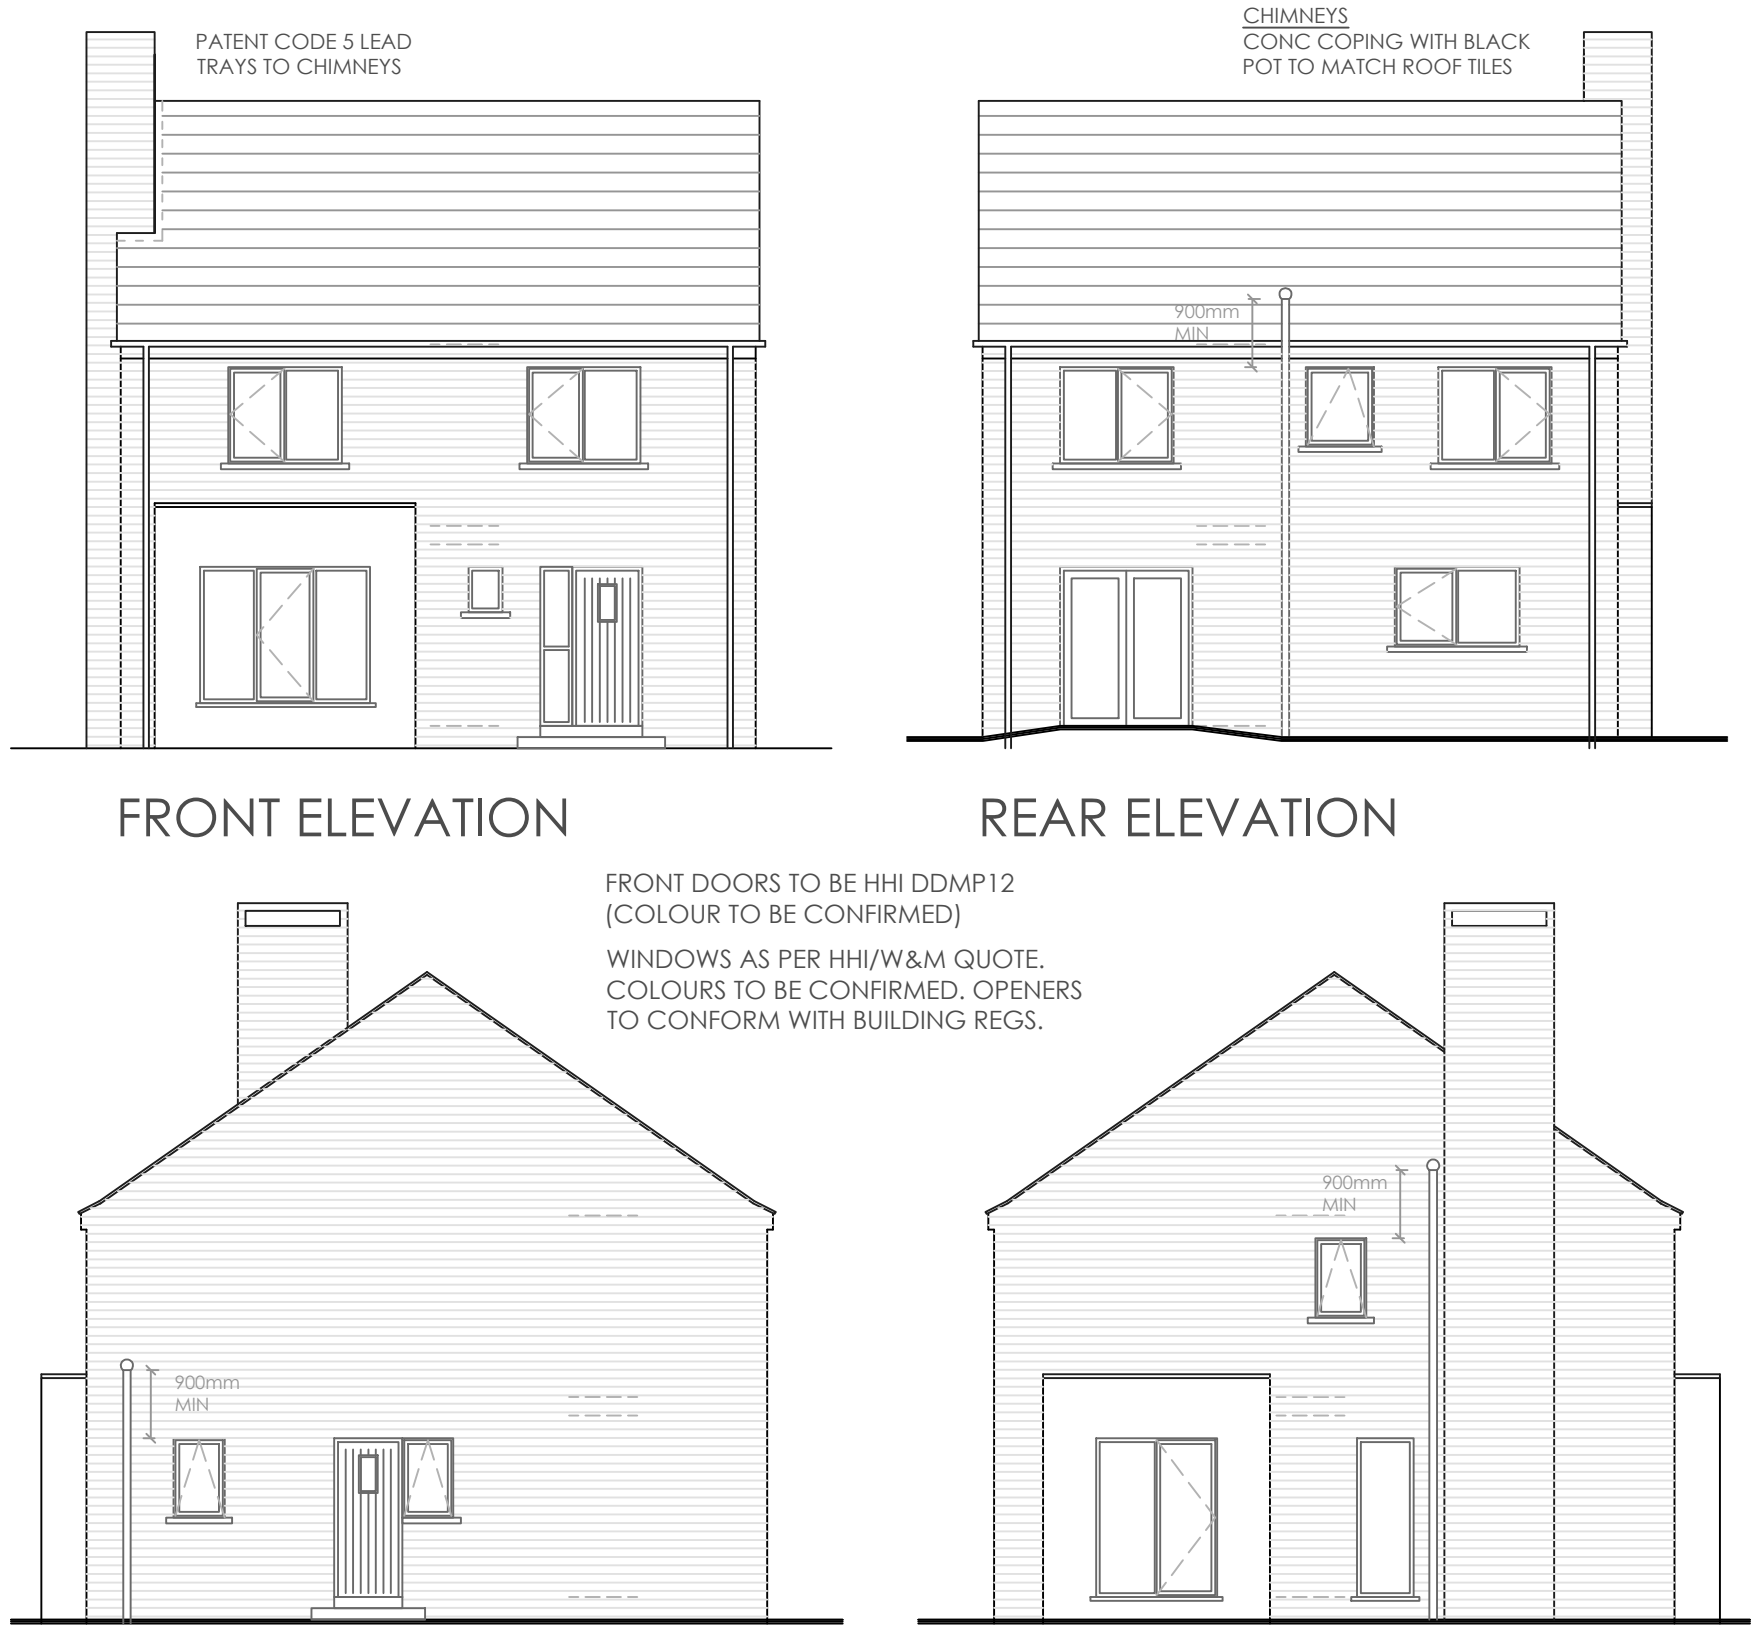 PATENT CODE 5 LEAD
TRAYS TO CHIMNEYS
CHIMNEYS
CONC COPING WITH BLACK
POT TO MATCH ROOF TILES
900mm
MIN
FRONT ELEVATION
REAR ELEVATION
FRONT DOORS TO BE HHI DDMP12
(COLOUR TO BE CONFIRMED)
WINDOWS AS PER HHI/W&M QUOTE.
COLOURS TO BE CONFIRMED. OPENERS
TO CONFORM WITH BUILDING REGS.
900mm
MIN
900mm
MIN